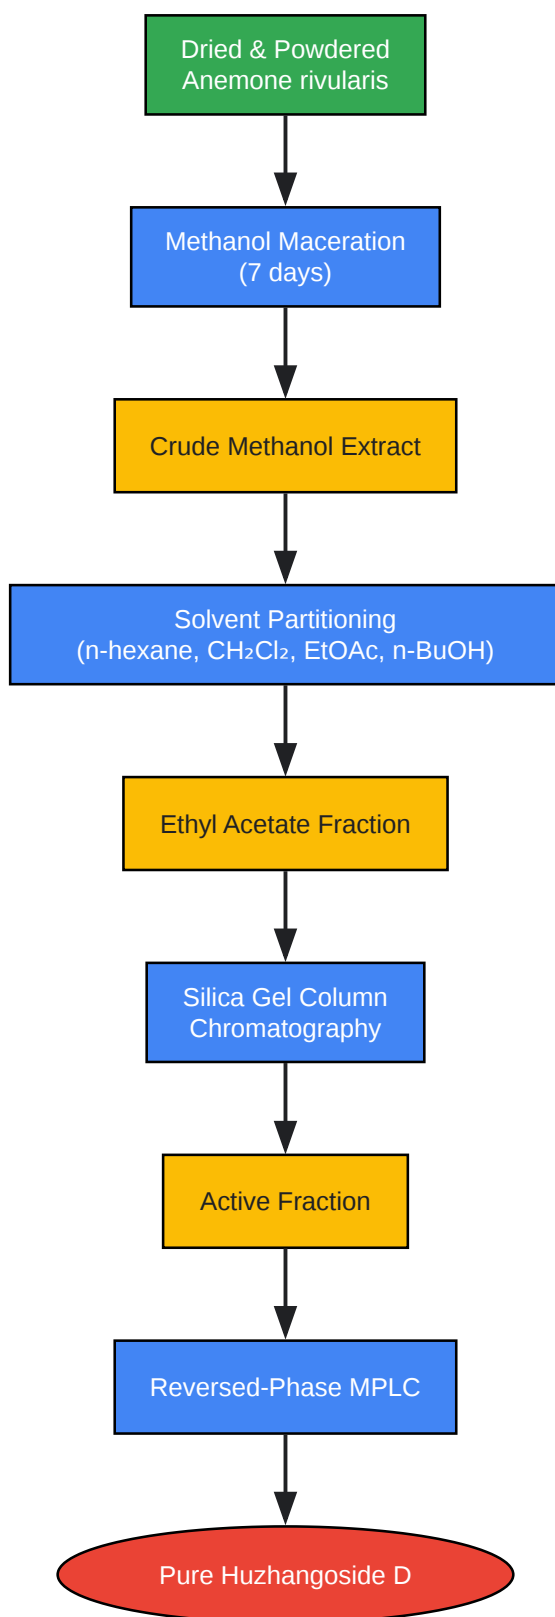 Dried & Powdered
Anemone rivularis
Methanol Maceration
(7 days)
Crude Methanol Extract
Solvent Partitioning
(n-hexane, CH₂Cl₂, EtOAc, n-BuOH)
Ethyl Acetate Fraction
Silica Gel Column
Chromatography
Active Fraction
Reversed-Phase MPLC
Pure Huzhangoside D